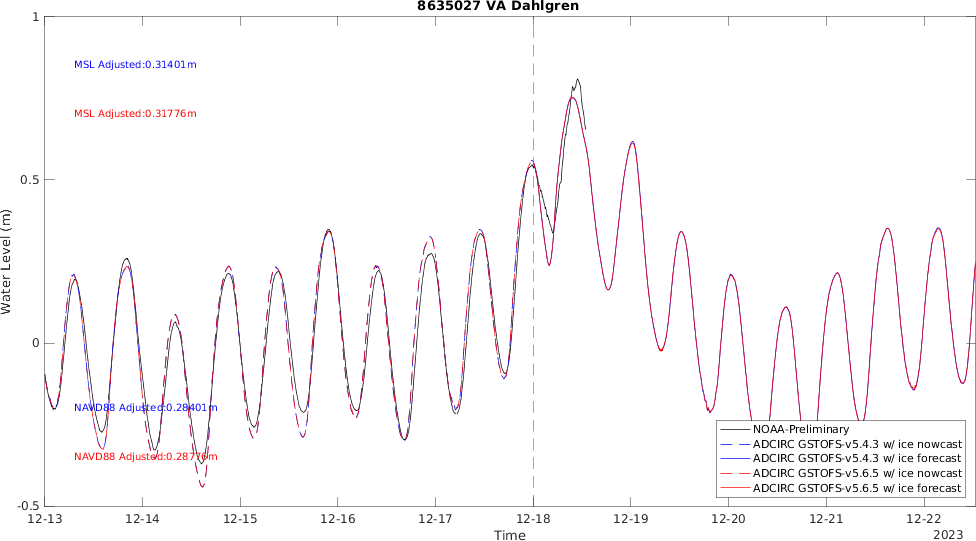 8635027 VA Dahlgren
1
MSL Adjusted:0.31401m
MSL Adjusted:0.31776m
0.5
Water Level (m)
0
NAVD88 Adjusted:0.28401m
NAVD88 Adjusted:0.28776m
NOAA-Preliminary
ADCIRC GSTOFS-v5.4.3 w/ ice nowcast
ADCIRC GSTOFS-v5.4.3 w/ ice forecast
ADCIRC GSTOFS-v5.6.5 w/ ice nowcast
ADCIRC GSTOFS-v5.6.5 w/ ice forecast
-0.5
12-13 12-14 12-15 12-16 12-17 12-18 12-19 12-20 12-21 12-22
Time
2023